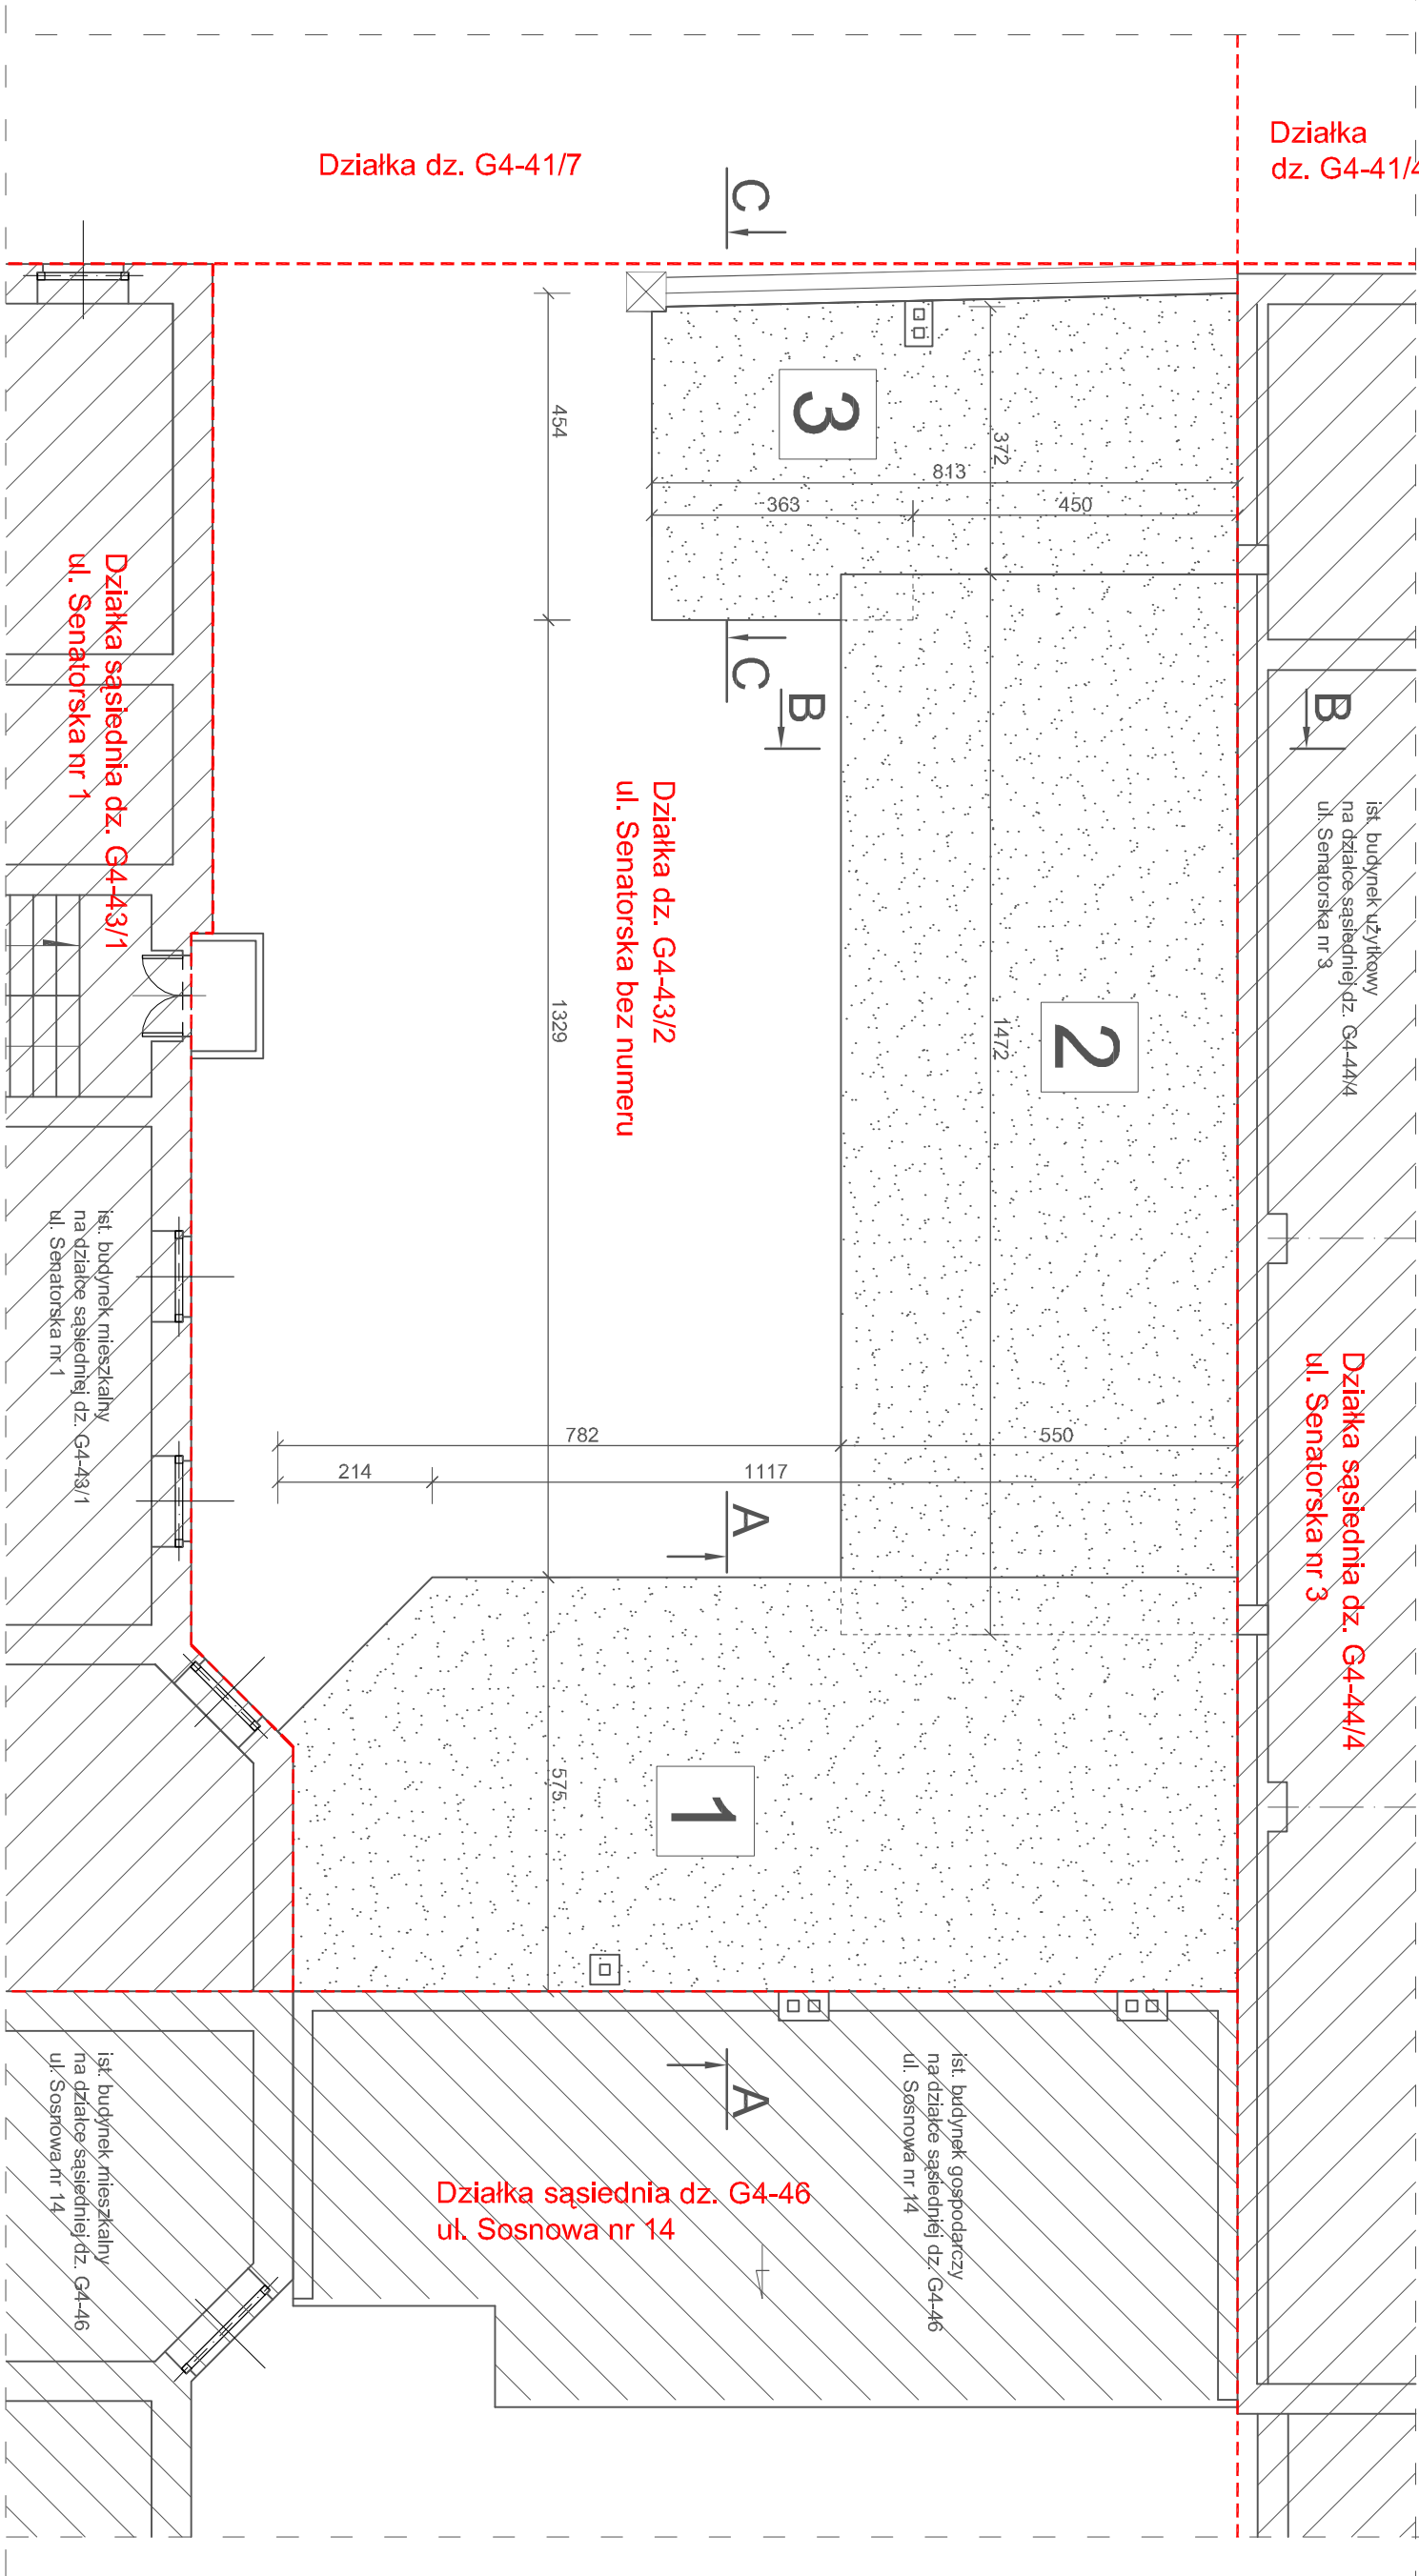 Działka dz. G4-41/7
Działka
dz. G4-41/4
C
3
372
813
363
450
454
C
B
B
Działka sąsiednia dz. G4-43/1
ul. Senatorska nr 1
Działka dz. G4-43/2
ul. Senatorska bez numeru
ist. budynek użytkowy
na działce sąsiedniej dz. G4-44/4
ul. Senatorska nr 3
2
1472
1329
ist. budynek mieszkalny
na działce sąsiedniej dz. G4-43/1
ul. Senatorska nr 1
Działka sąsiednia dz. G4-44/4
ul. Senatorska nr 3
782
550
214
1117
A
575
1
A
ist. budynek mieszkalny
na działce sąsiedniej dz. G4-46
ul. Sosnowa nr 14
ist. budynek gospodarczy
na działce sąsiedniej dz. G4-46
ul. Sosnowa nr 14
Działka sąsiednia dz. G4-46
ul. Sosnowa nr 14